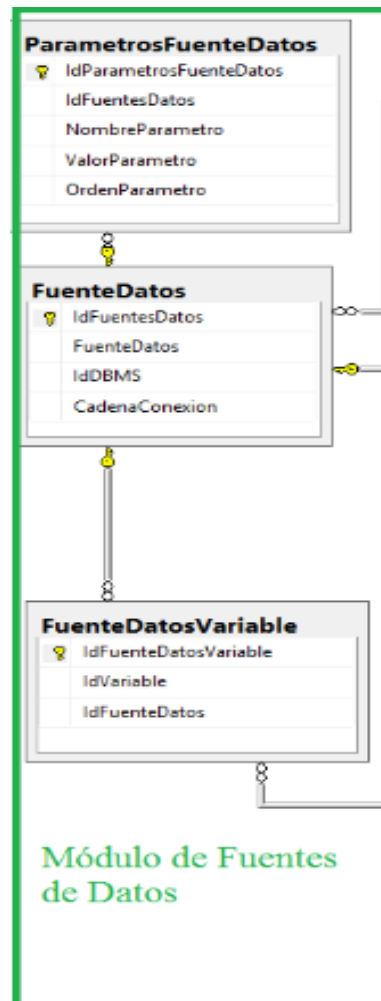 ParametrosFuenteDatos
IdParametrosFuenteDatos
IdFuentesDatos
NombreParametro
ValorParametro
OrdenParametro
FuenteDatos
IdFuentesDatos
FuenteDatos
IdDBMS
CadenaConexion
FuenteDatosVariable
IdFuenteDatosVariable
IdVariable
IdFuenteDatos
Módulo de Fuentes
de Datos